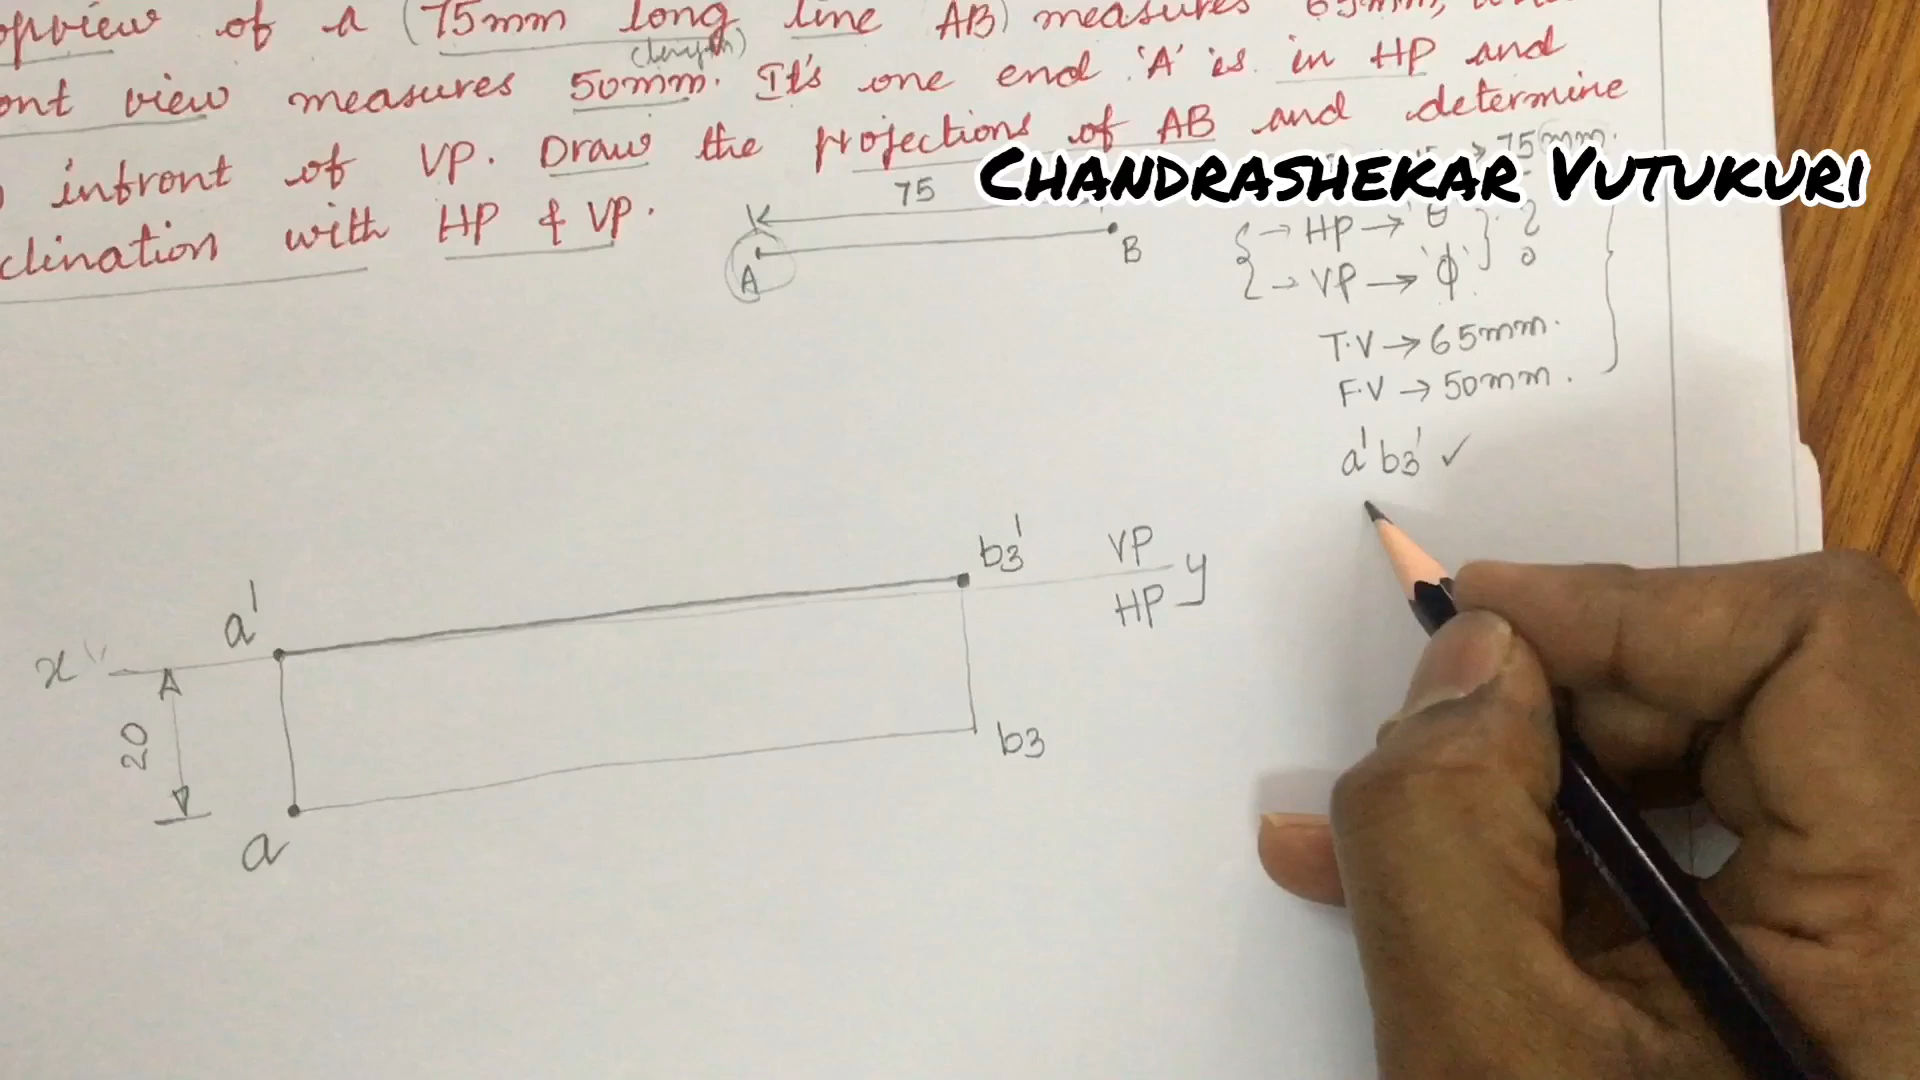 opview of a (75mm long line AB) measures 65mm,
(length)
ont view measures 50mm. It's one end 'A' is in HP and
infront of VP. Draw the projections of AB and determine
clination with HP & VP.
75mm.
CHANDRASHEKAR VUTUKURI
75
A
B
→ HP → 'θ' } ?
→ VP → 'ϕ'
T.V → 65mm.
F.V → 50mm.
a' b3' ✓
b3'
VP
y
HP
a'
x
20
b3
a